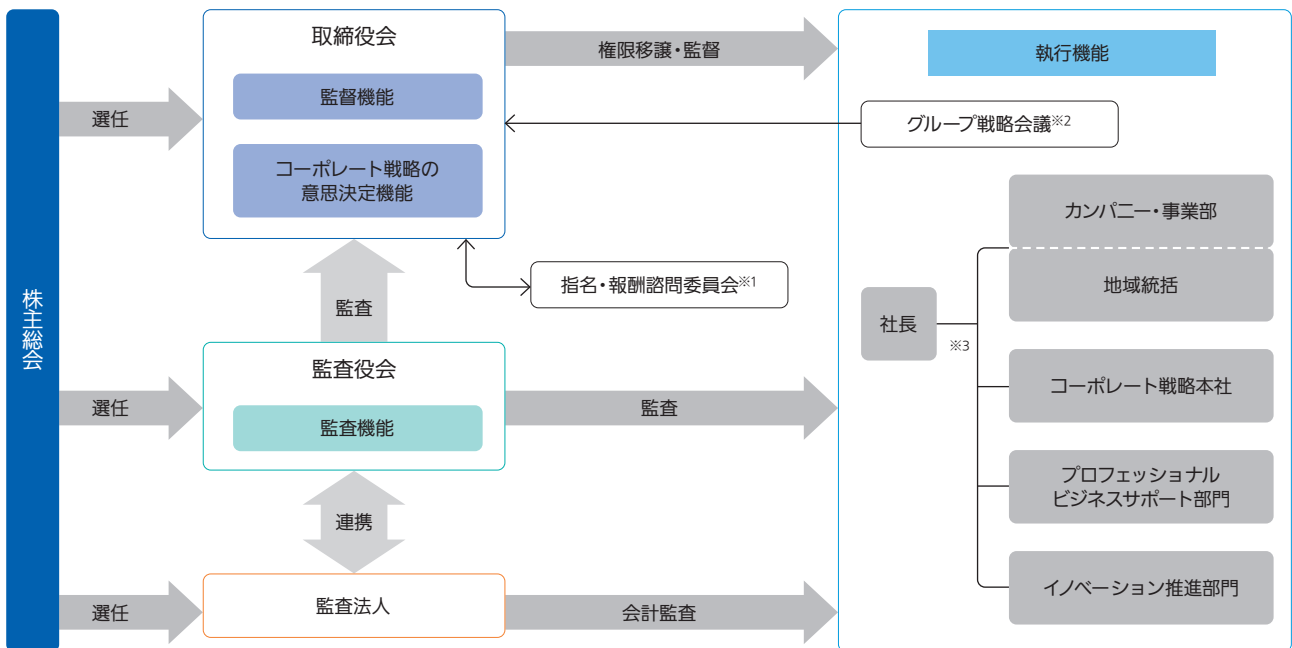 株主総会
選任
取締役会
監督機能
コーポレート戦略の
意思決定機能
権限移譲・監督
執行機能
グループ戦略会議※2
指名・報酬諮問委員会※1
監査
選任
監査役会
監査機能
監査
連携
選任
監査法人
会計監査
社長
※3
カンパニー・事業部
地域統括
コーポレート戦略本社
プロフェッショナル
ビジネスサポート部門
イノベーション推進部門